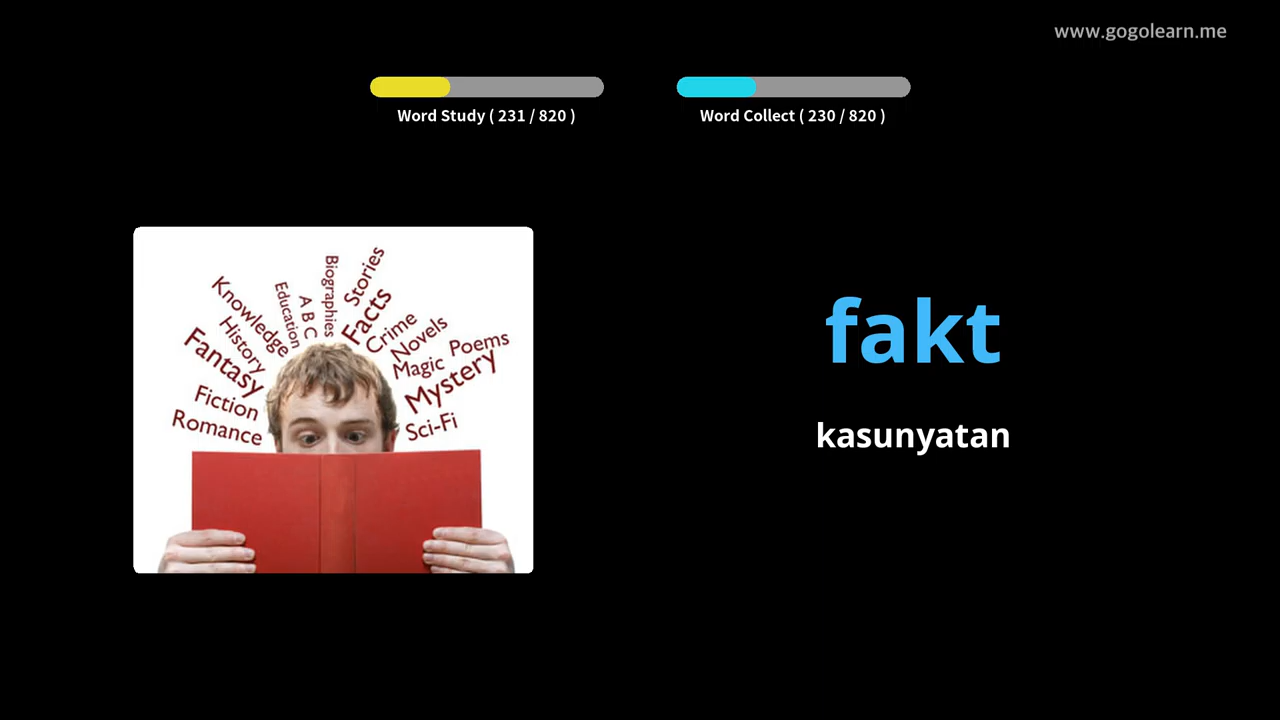 www.gogolearn.me
Word Study ( 231 / 820 )
Word Collect ( 230 / 820 )
Knowledge
Education
A B C
Biographies
Stories
Facts
Crime
Novels
Poems
Magic
Mystery
Sci-Fi
History
Fantasy
Fiction
Romance
fakt
kasunyatan